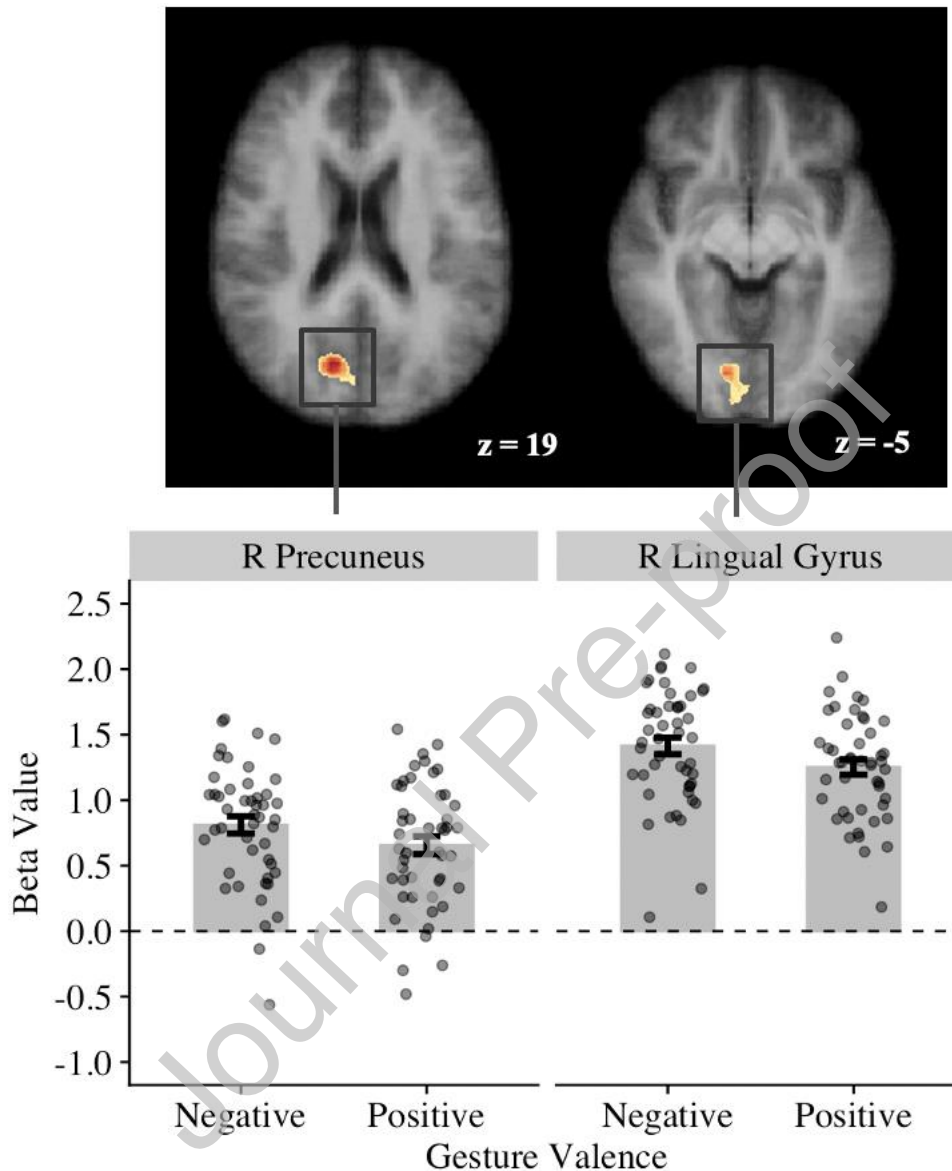 z = 19
z = -5
R Precuneus
R Lingual Gyrus
Beta Value
2.5
2.0
1.5
1.0
0.5
0.0
-0.5
-1.0
Negative
Positive
Negative
Positive
Gesture Valence
Journal Pre-proof